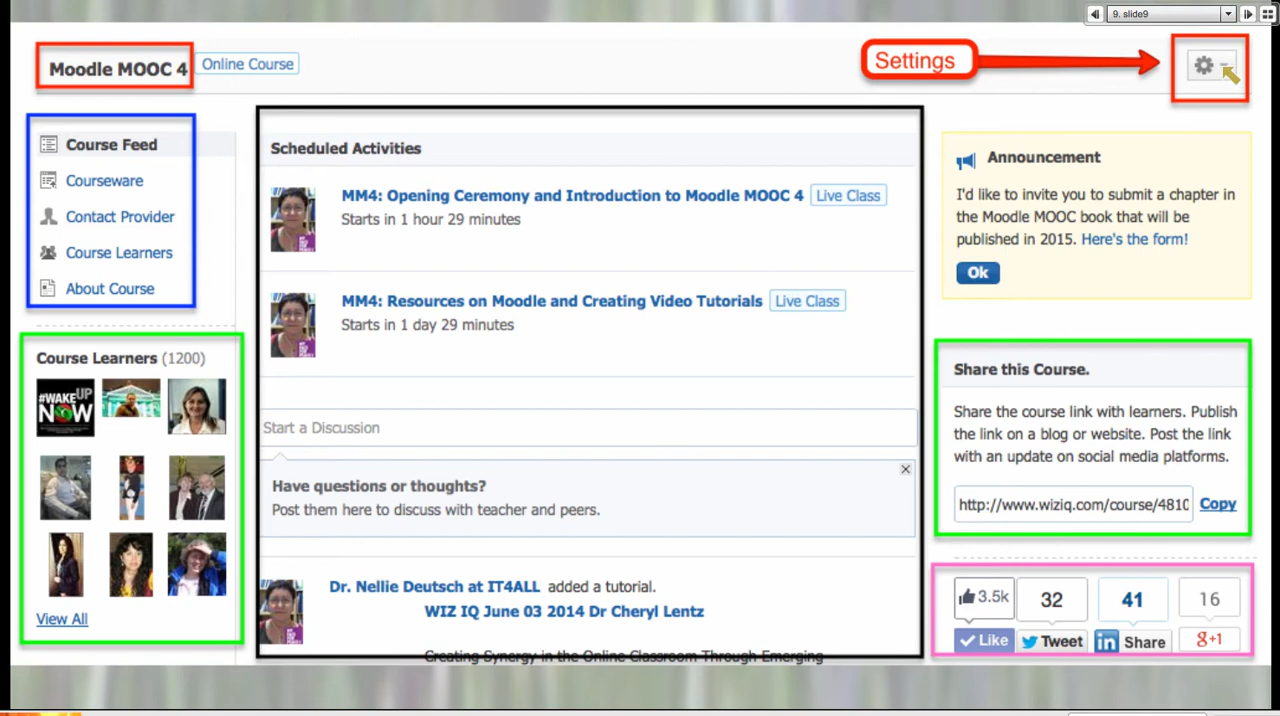 9. slide9
Moodle MOOC 4
Online Course
Settings
Course Feed
Courseware
Contact Provider
Course Learners
About Course
Course Learners (1200)
#WAKEUP
NOW
View All
Scheduled Activities
MM4: Opening Ceremony and Introduction to Moodle MOOC 4 Live Class
Starts in 1 hour 29 minutes
MM4: Resources on Moodle and Creating Video Tutorials Live Class
Starts in 1 day 29 minutes
Start a Discussion
Have questions or thoughts?
Post them here to discuss with teacher and peers.
Dr. Nellie Deutsch at IT4ALL added a tutorial.
WIZ IQ June 03 2014 Dr Cheryl Lentz
Creating Synergy in the Online Classroom Through Emerging
Announcement
I'd like to invite you to submit a chapter in
the Moodle MOOC book that will be
published in 2015. Here's the form!
Ok
Share this Course.
Share the course link with learners. Publish
the link on a blog or website. Post the link
with an update on social media platforms.
http://www.wiziq.com/course/4810 Copy
3.5k 32 41 16
Like Tweet in Share g+1